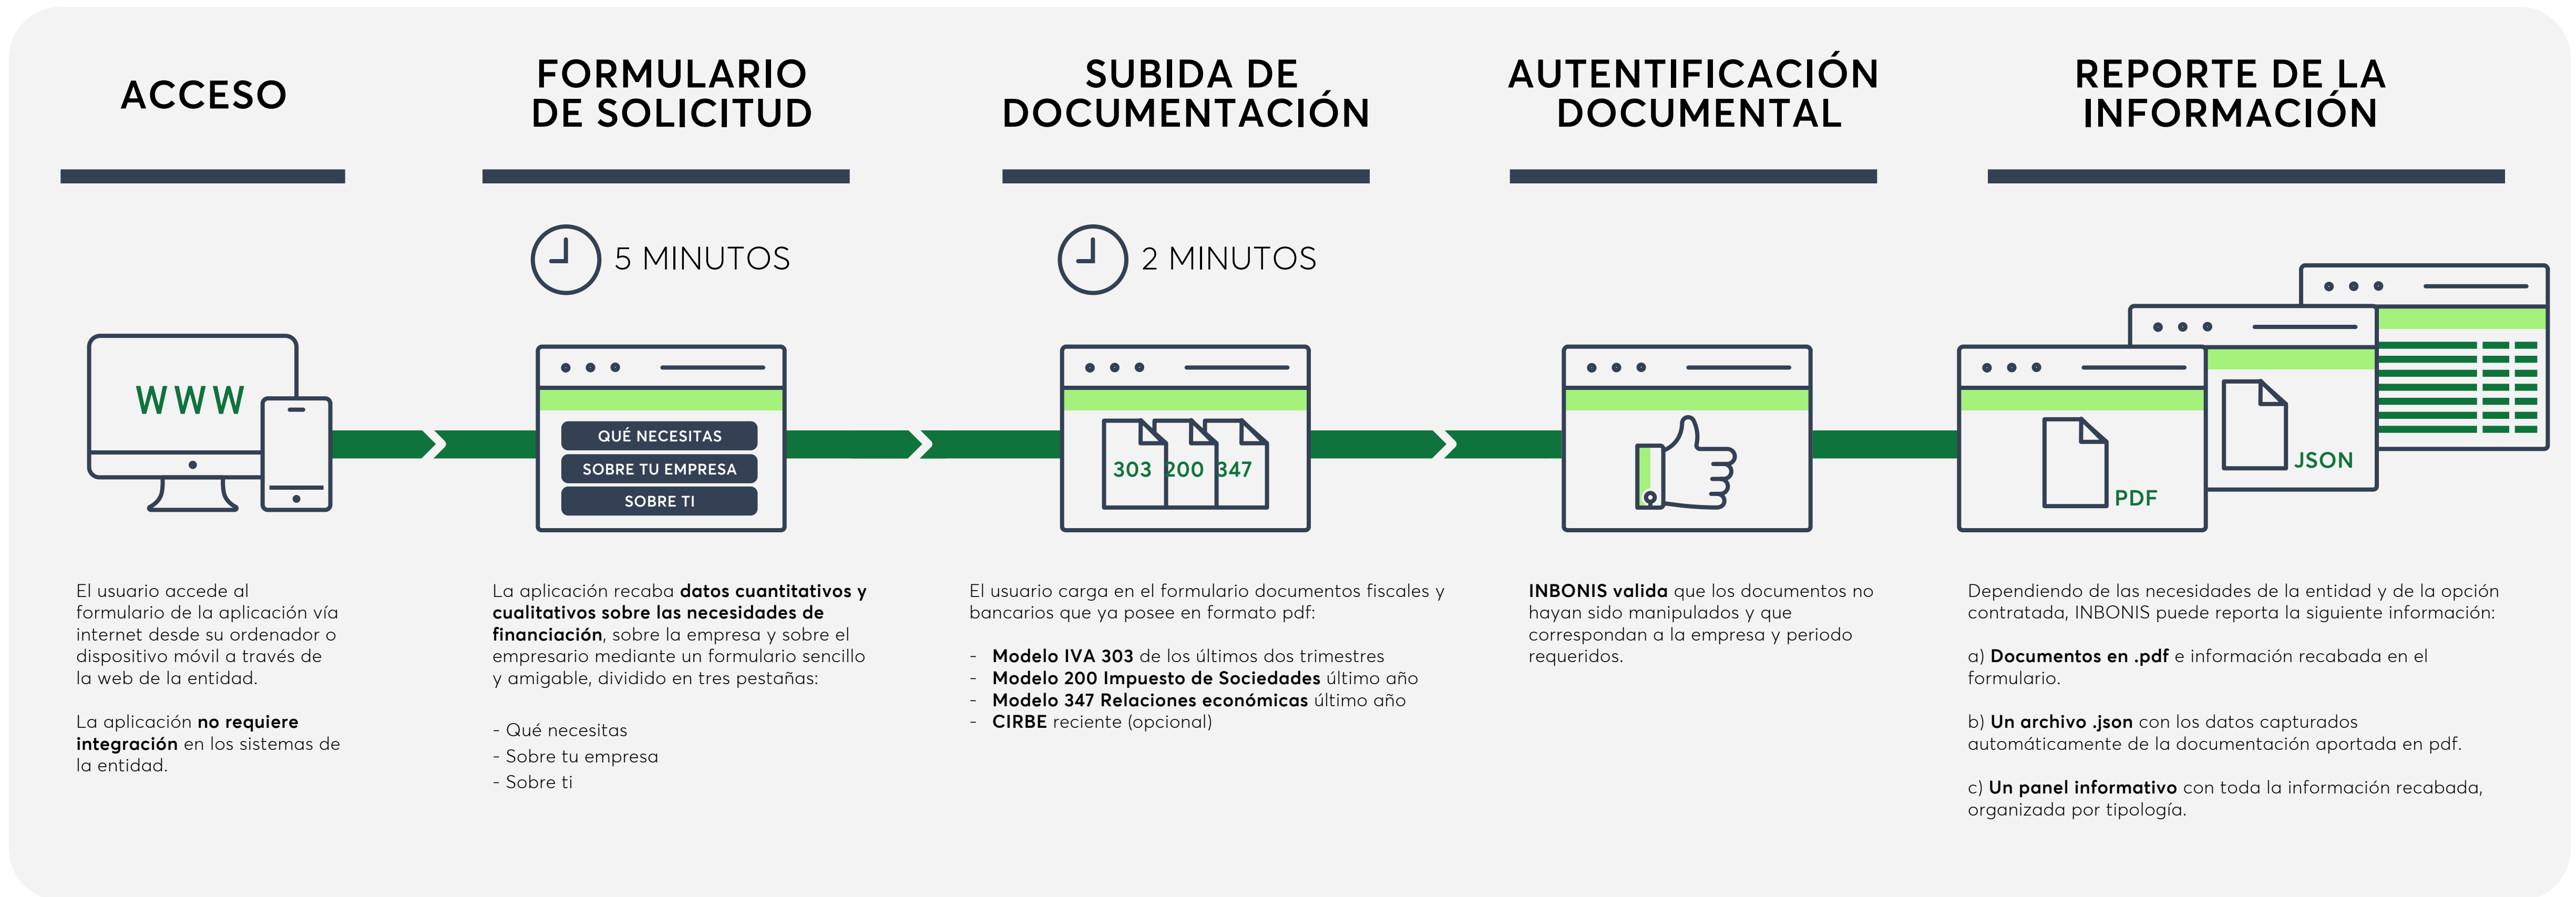 ACCESO
FORMULARIO
DE SOLICITUD
SUBIDA DE
DOCUMENTACIÓN
AUTENTIFICACIÓN
DOCUMENTAL
REPORTE DE LA
INFORMACIÓN
5 MINUTOS
2 MINUTOS
WWW
QUÉ NECESITAS
SOBRE TU EMPRESA
SOBRE TI
303 200 347
PDF
JSON
El usuario accede al
formulario de la aplicación vía
internet desde su ordenador o
dispositivo móvil a través de
la web de la entidad.
La aplicación no requiere
integración en los sistemas de
la entidad.
La aplicación recaba datos cuantitativos y
cualitativos sobre las necesidades de
financiación, sobre la empresa y sobre el
empresario mediante un formulario sencillo
y amigable, dividido en tres pestañas:
- Qué necesitas
- Sobre tu empresa
- Sobre ti
El usuario carga en el formulario documentos fiscales y
bancarios que ya posee en formato pdf:
- Modelo IVA 303 de los últimos dos trimestres
- Modelo 200 Impuesto de Sociedades último año
- Modelo 347 Relaciones económicas último año
- CIRBE reciente (opcional)
INBONIS valida que los documentos no
hayan sido manipulados y que
correspondan a la empresa y periodo
requeridos.
Dependiendo de las necesidades de la entidad y de la opción
contratada, INBONIS puede reporta la siguiente información:
a) Documentos en .pdf e información recabada en el
formulario.
b) Un archivo .json con los datos capturados
automáticamente de la documentación aportada en pdf.
c) Un panel informativo con toda la información recabada,
organizada por tipología.